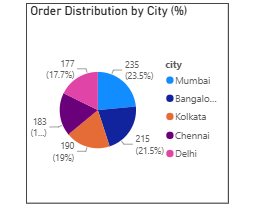 Order Distribution by City (%)
177
(17.7%)
235
(23.5%)
city
Mumbai
Bangalo...
Kolkata
Chennai
Delhi
183
(1...)
190
(19%)
215
(21.5%)